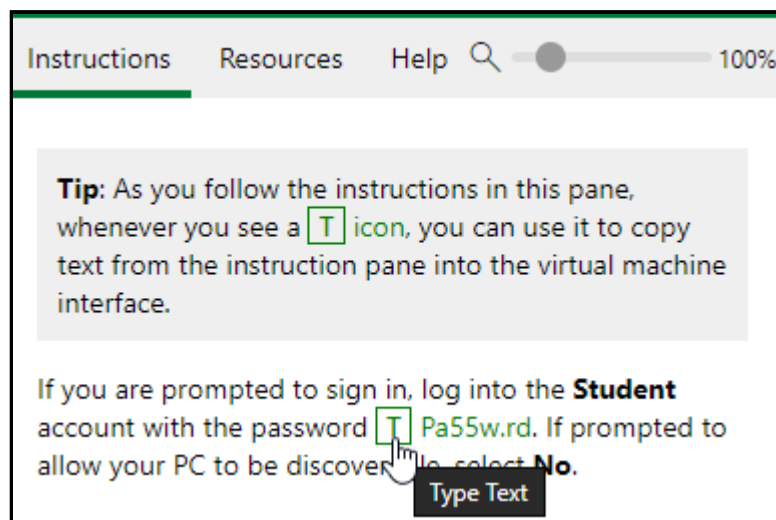 Instructions Resources Help 100%
Tip: As you follow the instructions in this pane,
whenever you see a T icon, you can use it to copy
text from the instruction pane into the virtual machine
interface.
If you are prompted to sign in, log into the Student
account with the password T Pa55w.rd. If prompted to
allow your PC to be select No.
Type Text